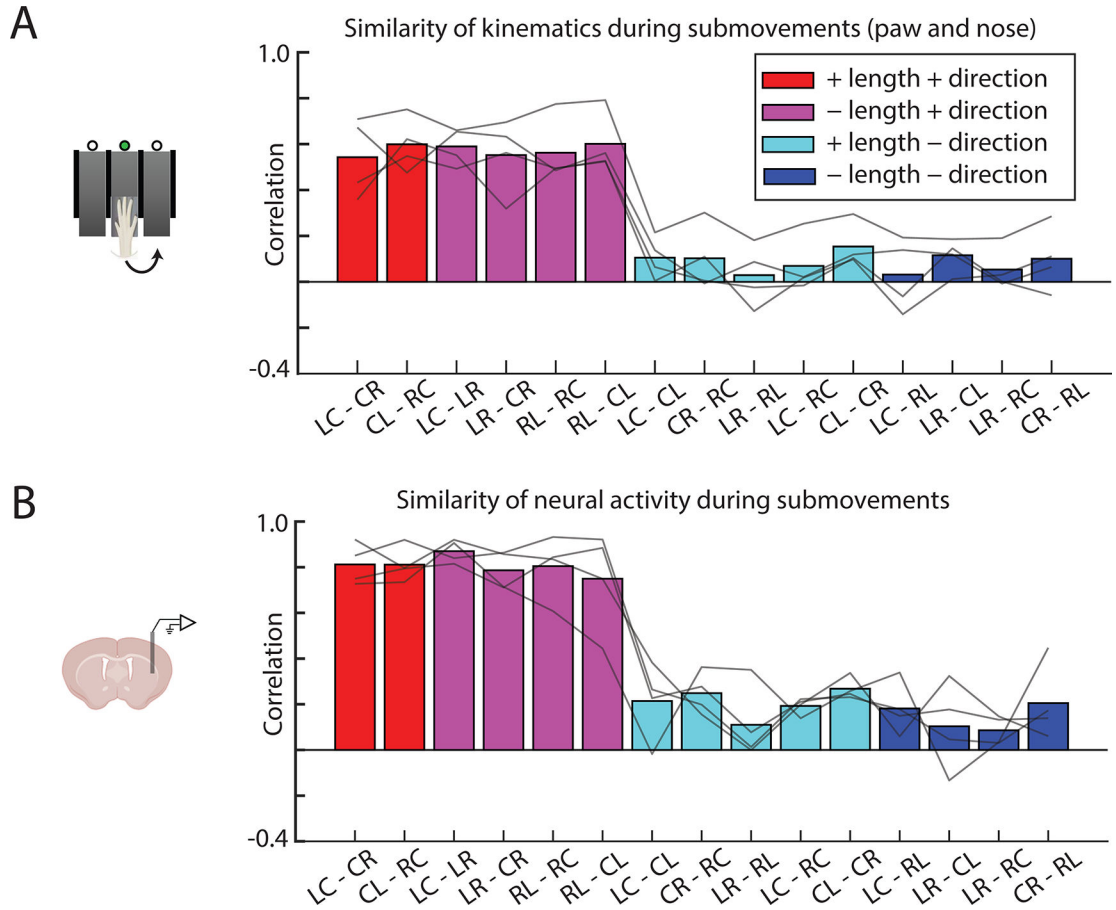 A
Similarity of kinematics during submovements (paw and nose)
1.0
+ length + direction
− length + direction
+ length − direction
− length − direction
Correlation
-0.4
LC - CR
CL - RC
LC - LR
LR - CR
RL - RC
RL - CL
LC - CL
CR - RC
LR - RL
LC - RC
CL - CR
LC - RL
LR - CL
LR - RC
CR - RL
B
Similarity of neural activity during submovements
1.0
Correlation
-0.4
LC - CR
CL - RC
LC - LR
LR - CR
RL - RC
RL - CL
LC - CL
CR - RC
LR - RL
LC - RC
CL - CR
LC - RL
LR - CL
LR - RC
CR - RL